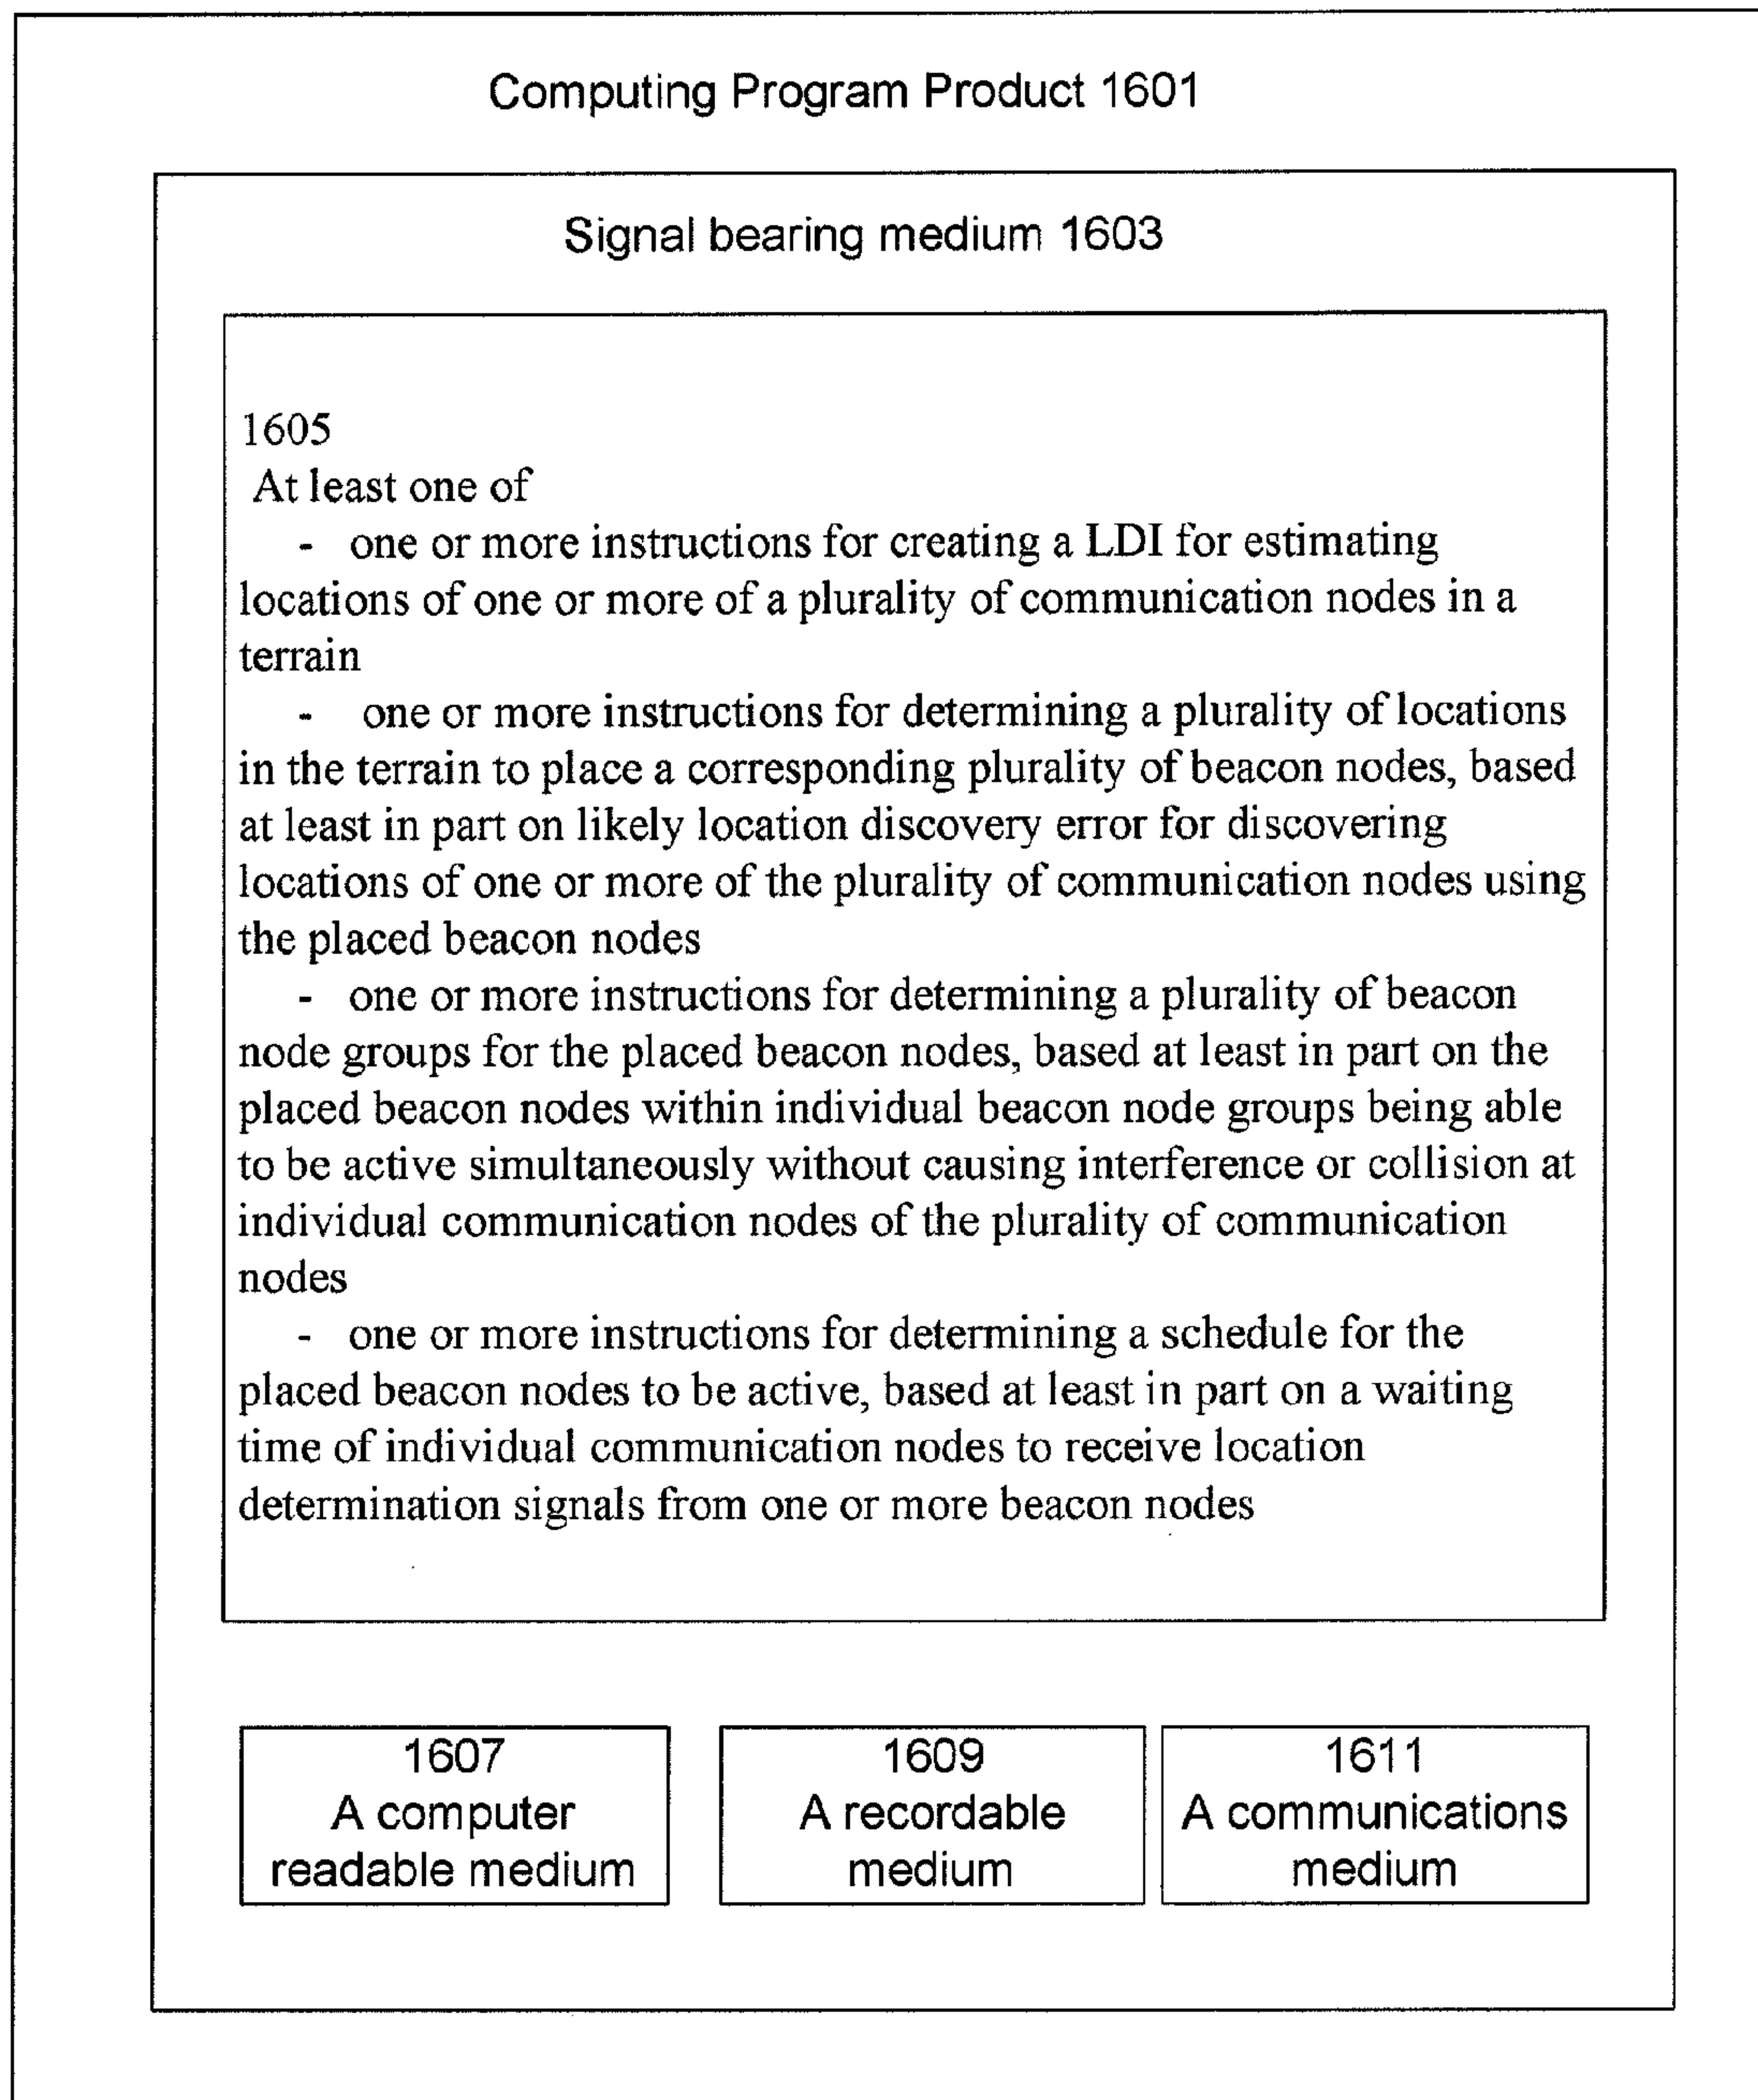 Computing Program Product 1601
Signal bearing medium 1603
1605
At least one of
- one or more instructions for creating a LDI for estimating
locations of one or more of a plurality of communication nodes in a
terrain
- one or more instructions for determining a plurality of locations
in the terrain to place a corresponding plurality of beacon nodes, based
at least in part on likely location discovery error for discovering
locations of one or more of the plurality of communication nodes using
the placed beacon nodes
- one or more instructions for determining a plurality of beacon
node groups for the placed beacon nodes, based at least in part on the
placed beacon nodes within individual beacon node groups being able
to be active simultaneously without causing interference or collision at
individual communication nodes of the plurality of communication
nodes
- one or more instructions for determining a schedule for the
placed beacon nodes to be active, based at least in part on a waiting
time of individual communication nodes to receive location
determination signals from one or more beacon nodes
1607
A computer
readable medium
1609
A recordable
medium
1611
A communications
medium